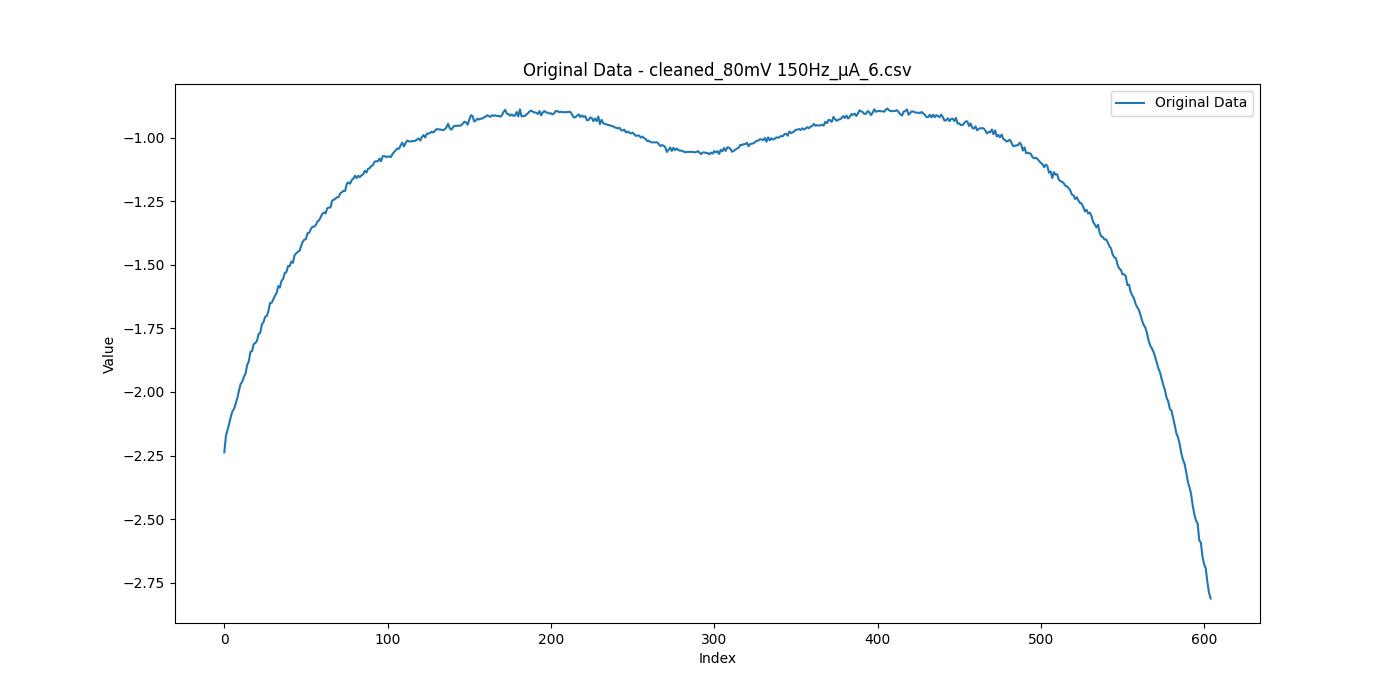 Original Data - cleaned_80mV 150Hz_μA_6.csv
Original Data
−1.00
−1.25
−1.50
−1.75
−2.00
−2.25
−2.50
−2.75
Value
0 100 200 300 400 500 600
Index